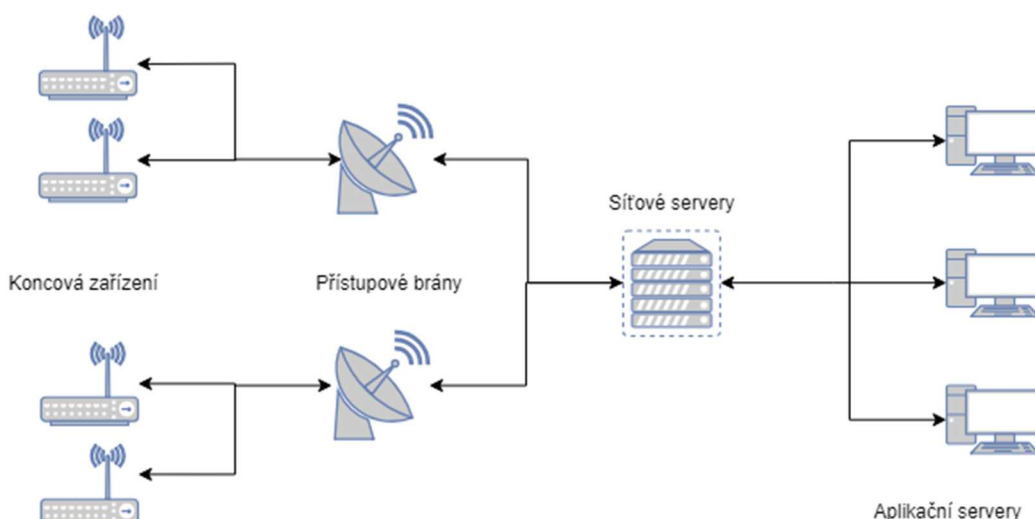 Síťové servery
Koncová zařízení
Přístupové brány
Aplikační servery